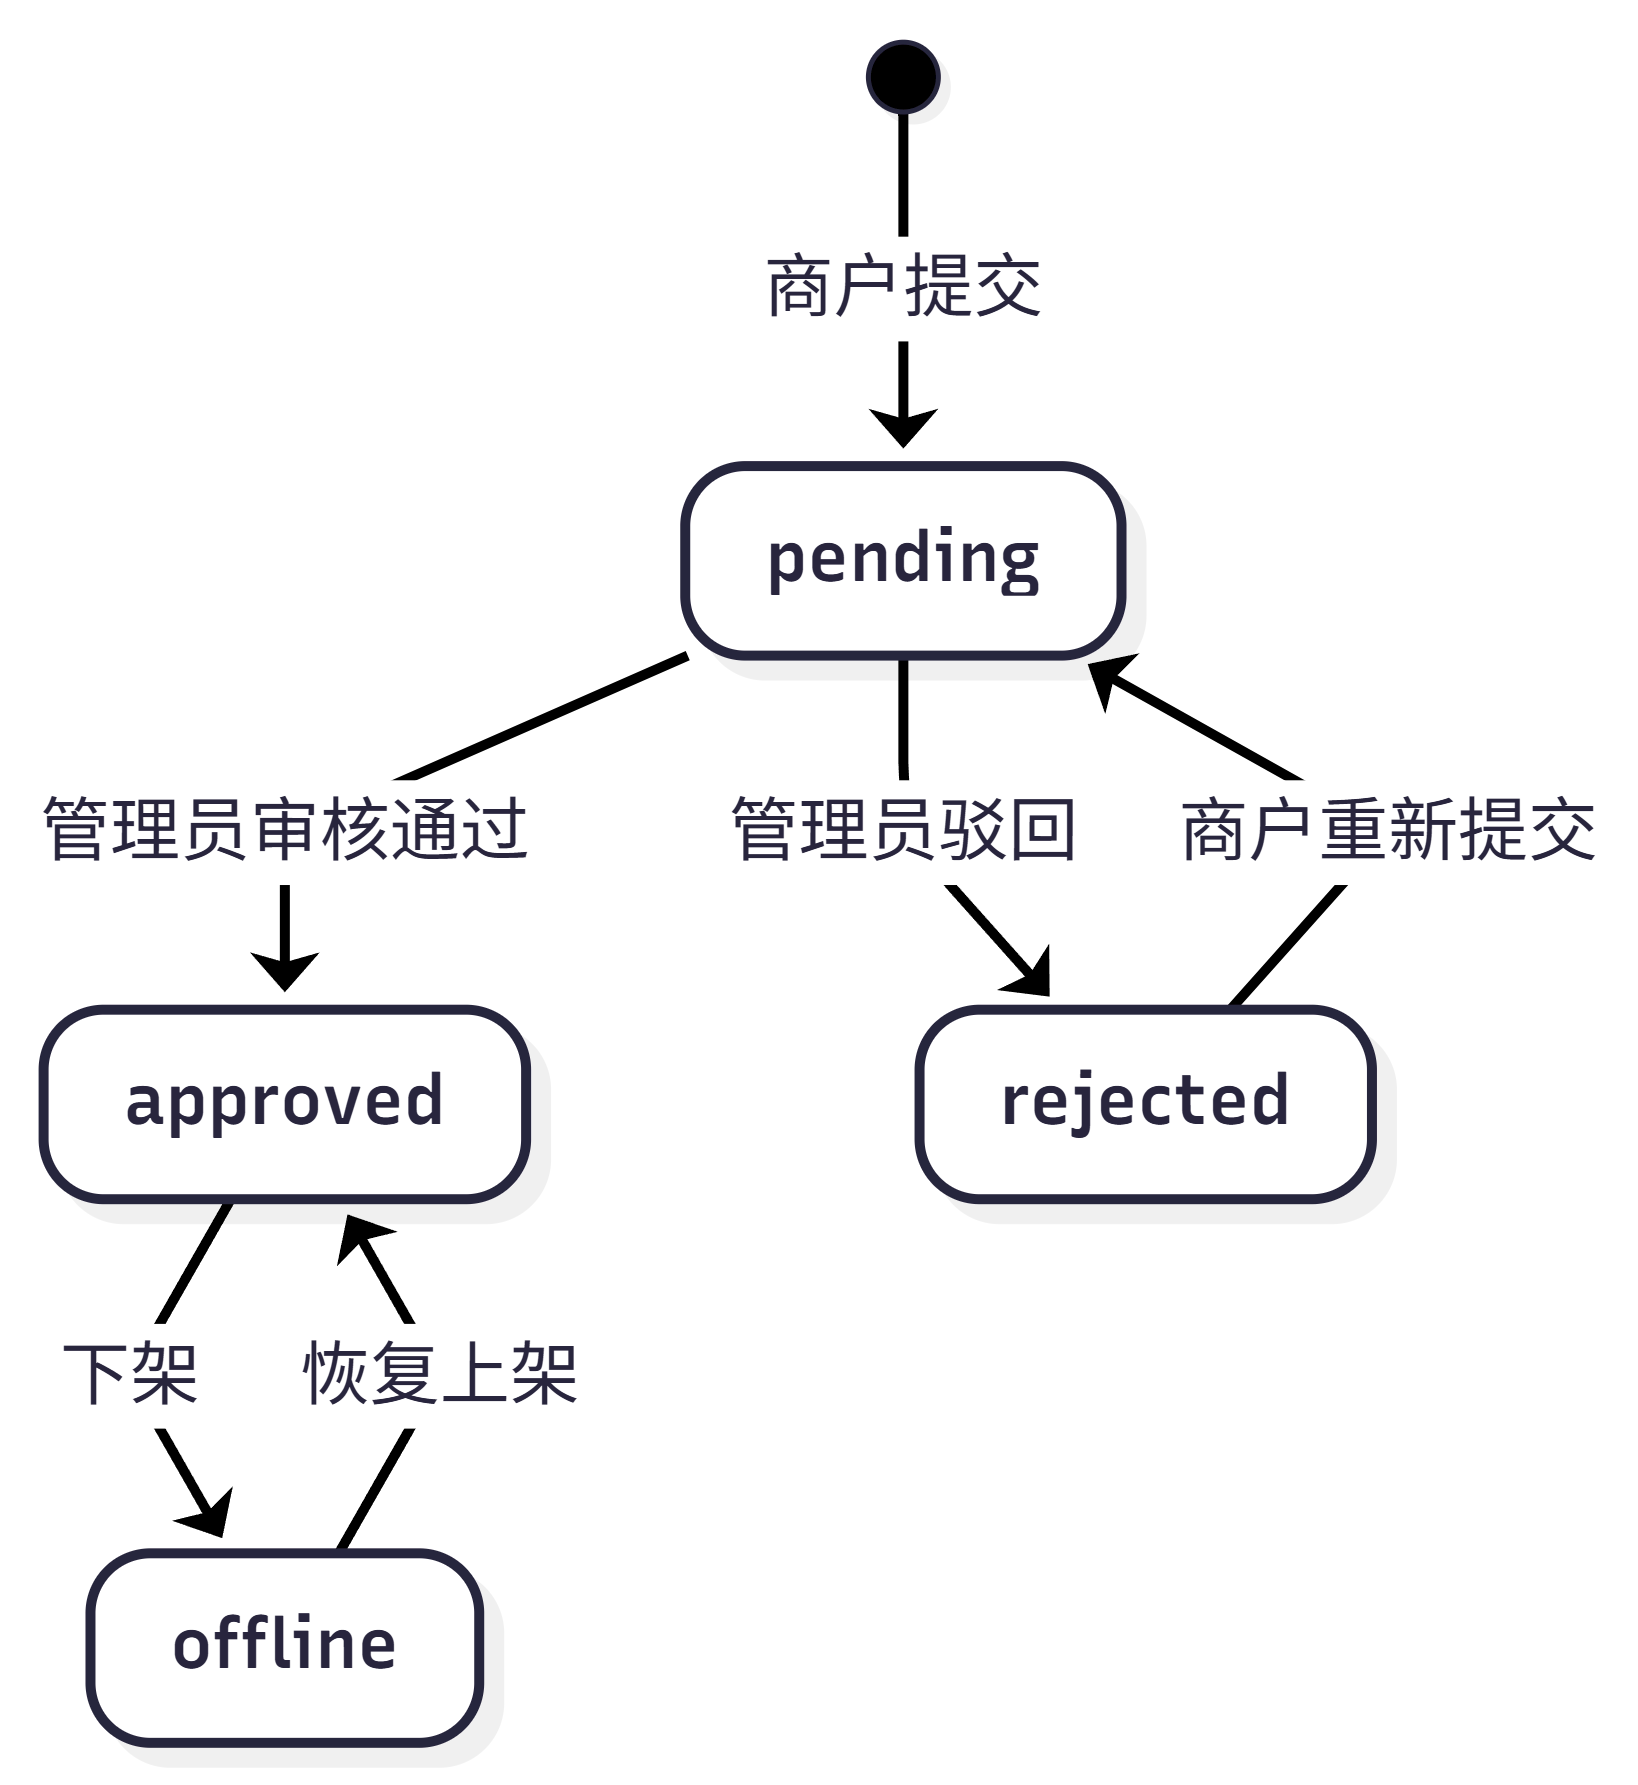 商户提交
pending
管理员审核通过
管理员驳回
商户重新提交
approved
rejected
下架
恢复上架
offline